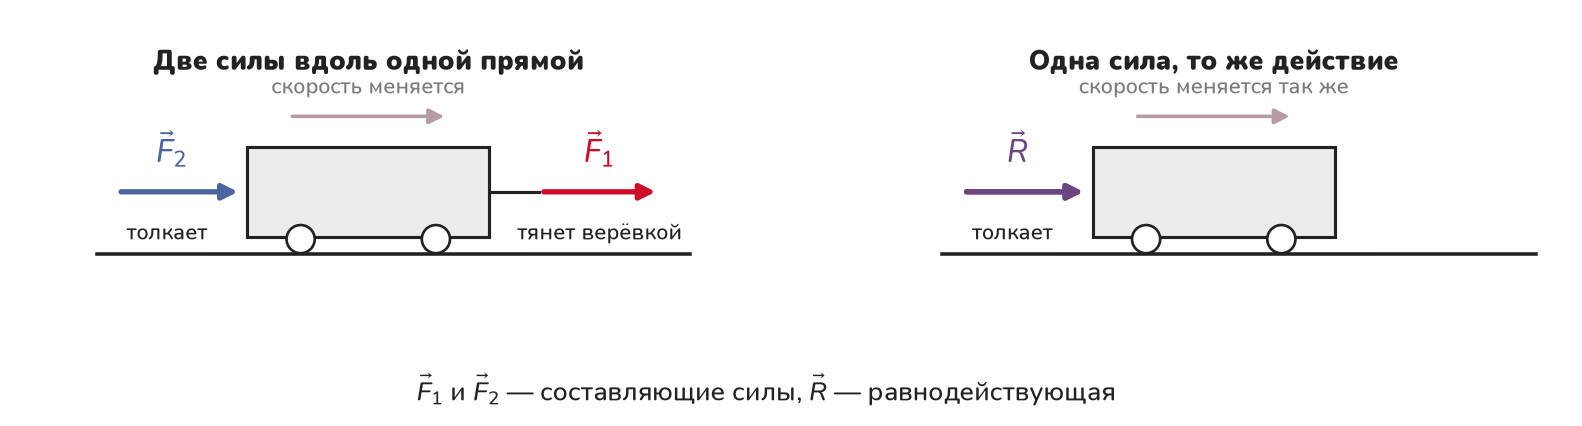 Две силы вдоль одной прямой
скорость меняется
F⃗₂
F⃗₁
толкает
тянет верёвкой
Одна сила, то же действие
скорость меняется так же
R⃗
толкает
F⃗₁ и F⃗₂ — составляющие силы, R⃗ — равнодействующая